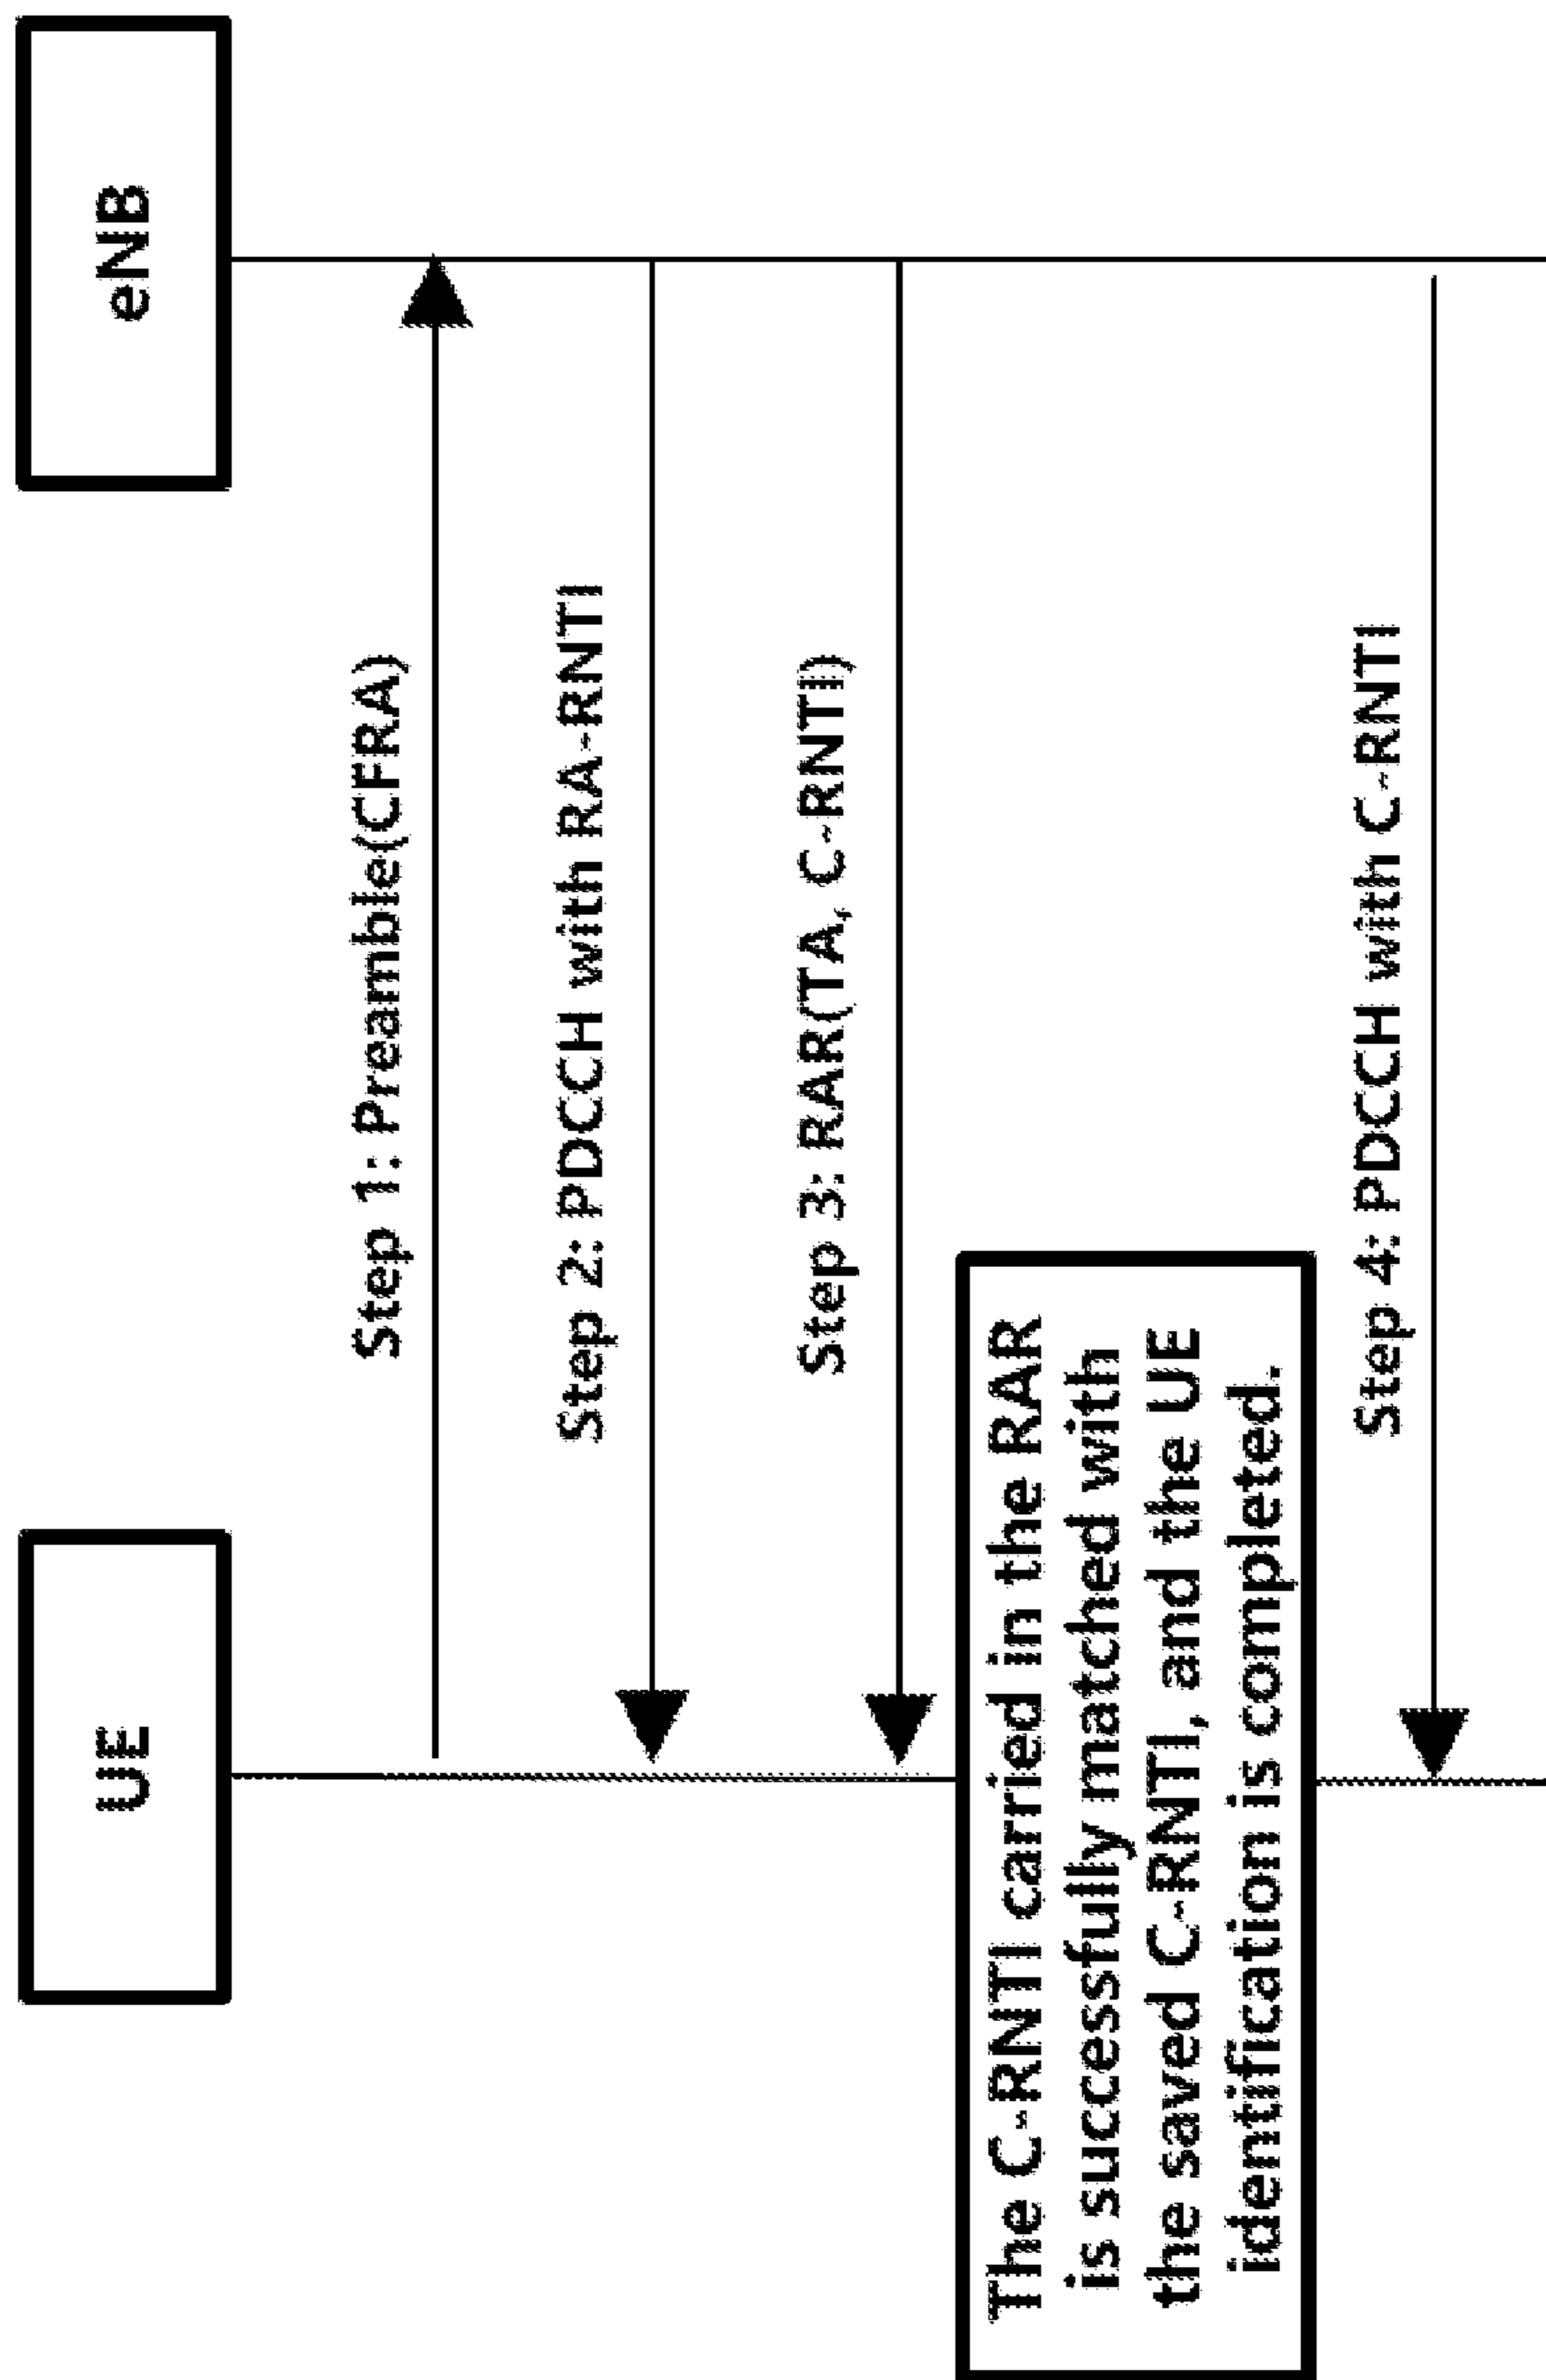 UE
eNB
Step 1: Preamble(CFRA)
Step 2: PDCCH with RA-RNTI
Step 3: RAR(TA, C-RNTI)
The C-RNTI carried in the RAR
is successfully matched with
the saved C-RNTI, and the UE
identification is completed.
Step 4: PDCCH with C-RNTI